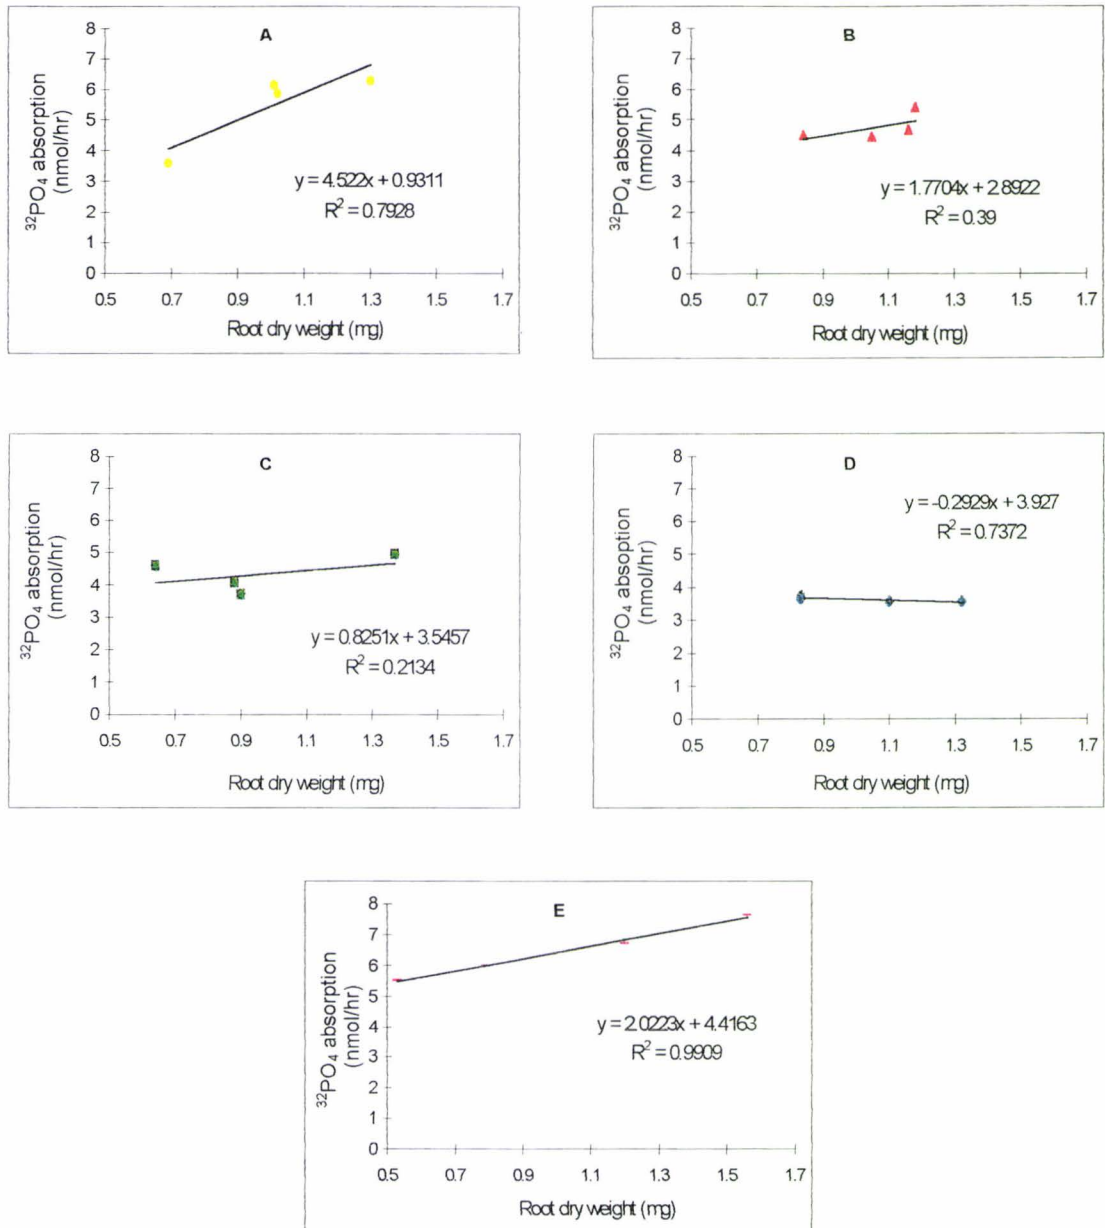 A
8
7
6
5
4
3
2
1
0
³²PO₄ absorption
(nmol/hr)
y = 4.522x + 0.9311
R² = 0.7928
0.5 0.7 0.9 1.1 1.3 1.5 1.7
Root dry weight (mg)
B
8
7
6
5
4
3
2
1
0
³²PO₄ absorption
(nmol/hr)
y = 1.7704x + 2.8922
R² = 0.39
0.5 0.7 0.9 1.1 1.3 1.5 1.7
Root dry weight (mg)
C
8
7
6
5
4
3
2
1
0
³²PO₄ absorption
(nmol/hr)
y = 0.8251x + 3.5457
R² = 0.2134
0.5 0.7 0.9 1.1 1.3 1.5 1.7
Root dry weight (mg)
D
8
7
6
5
4
3
2
1
0
³²PO₄ absoption
(nmol/hr)
y = -0.2929x + 3.927
R² = 0.7372
0.5 0.7 0.9 1.1 1.3 1.5 1.7
Root dry weight (mg)
E
8
7
6
5
4
3
2
1
0
³²PO₄ absorption
(nmol/hr)
y = 2.0223x + 4.4163
R² = 0.9909
0.5 0.7 0.9 1.1 1.3 1.5 1.7
Root dry weight (mg)